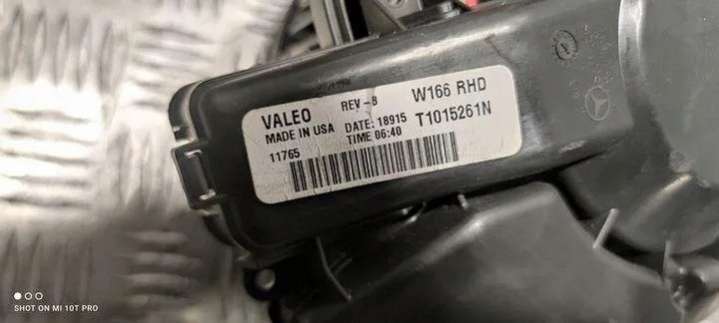 VALEO REV-B W166 RHD
MADE IN USA DATE: 18915 T1015261N
11765 TIME 06:40
SHOT ON MI 10T PRO